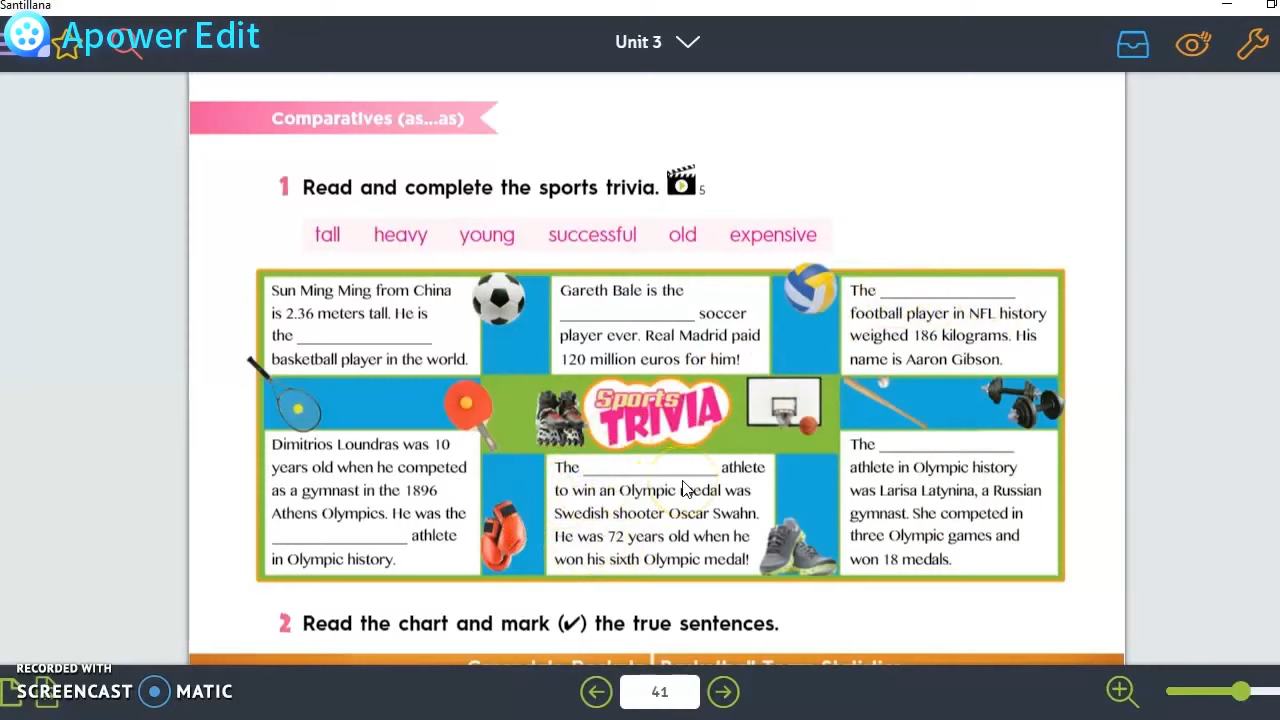 Santillana
Apower Edit
Unit 3
Comparatives (as...as)
1 Read and complete the sports trivia. 5
tall heavy young successful old expensive
Sun Ming Ming from China
is 2.36 meters tall. He is
the _______________
basketball player in the world.
Gareth Bale is the
_______________ soccer
player ever. Real Madrid paid
120 million euros for him!
The _______________
football player in NFL history
weighed 186 kilograms. His
name is Aaron Gibson.
Sports
TRIVIA
Dimitrios Loundras was 10
years old when he competed
as a gymnast in the 1896
Athens Olympics. He was the
_______________ athlete
in Olympic history.
The _______________ athlete
to win an Olympic medal was
Swedish shooter Oscar Swahn.
He was 72 years old when he
won his sixth Olympic medal!
The _______________
athlete in Olympic history
was Larisa Latynina, a Russian
gymnast. She competed in
three Olympic games and
won 18 medals.
2 Read the chart and mark (✔) the true sentences.
RECORDED WITH
SCREENCAST MATIC
41